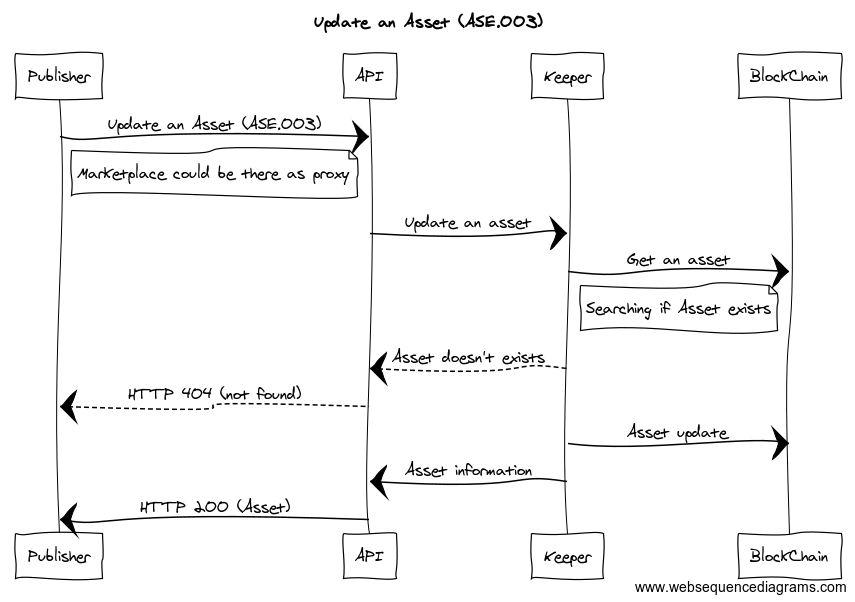 Update an Asset (ASE.003)
Publisher
API
Keeper
BlockChain
Update an Asset (ASE.003)
Marketplace could be there as proxy
Update an asset
Get an asset
Searching if Asset exists
Asset doesn't exists
HTTP 404 (not found)
Asset update
Asset information
HTTP 200 (Asset)
Publisher
API
Keeper
BlockChain
www.websequencediagrams.com